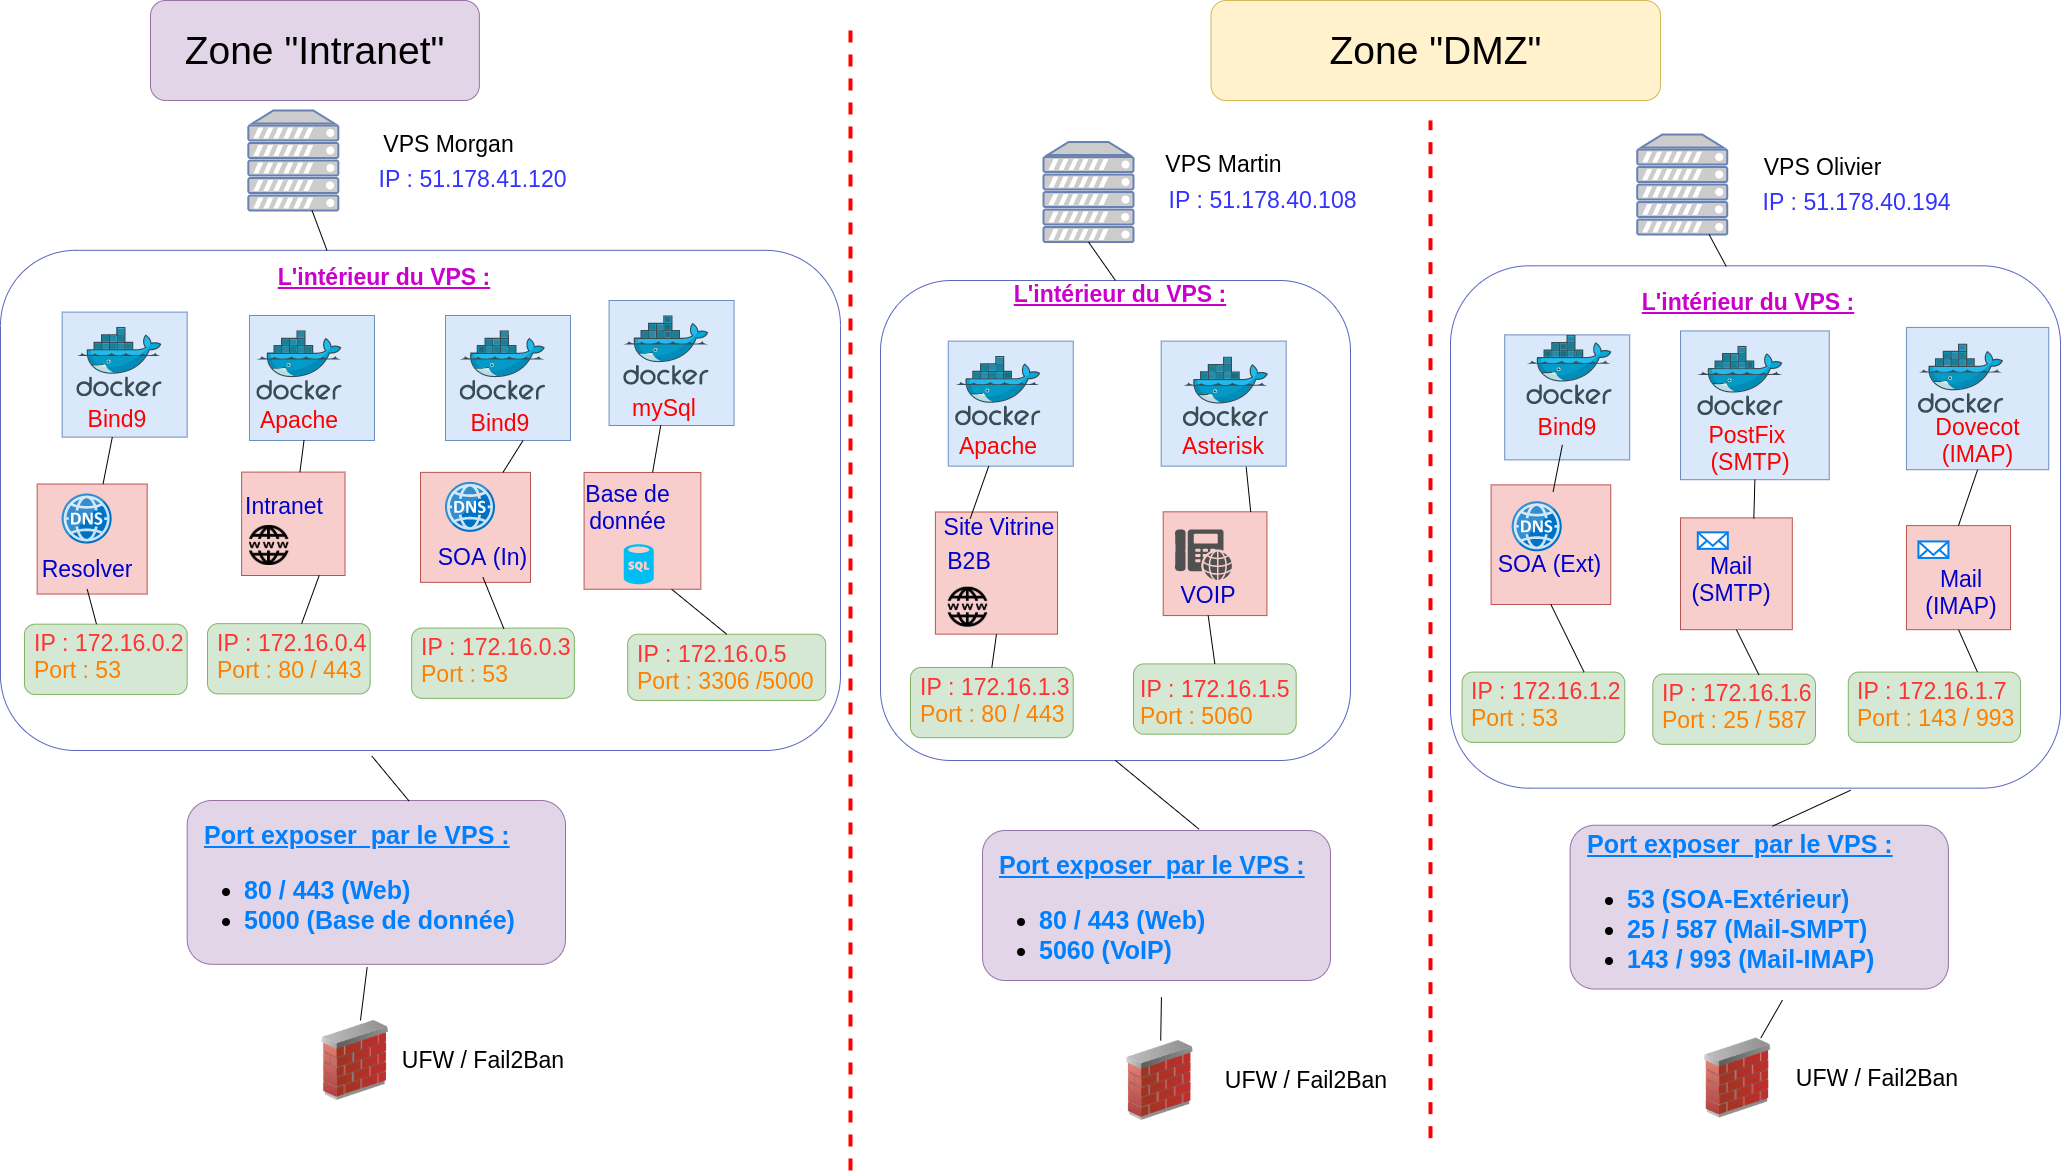 Zone "Intranet"
VPS Morgan
IP : 51.178.41.120
L'intérieur du VPS :
docker
Bind9
docker
Apache
docker
Bind9
docker
mySql
DNS
Resolver
Intranet
www
DNS
SOA (In)
Base de
donnée
SQL
IP : 172.16.0.2
Port : 53
IP : 172.16.0.4
Port : 80 / 443
IP : 172.16.0.3
Port : 53
IP : 172.16.0.5
Port : 3306 /5000
Port exposer  par le VPS :
• 80 / 443 (Web)
• 5000 (Base de donnée)
UFW / Fail2Ban
Zone "DMZ"
VPS Martin
IP : 51.178.40.108
L'intérieur du VPS :
docker
Apache
docker
Asterisk
Site Vitrine
B2B
www
VOIP
IP : 172.16.1.3
Port : 80 / 443
IP : 172.16.1.5
Port : 5060
Port exposer  par le VPS :
• 80 / 443 (Web)
• 5060 (VoIP)
UFW / Fail2Ban
VPS Olivier
IP : 51.178.40.194
L'intérieur du VPS :
docker
Bind9
docker
PostFix
(SMTP)
docker
Dovecot
(IMAP)
DNS
SOA (Ext)
Mail
(SMTP)
Mail
(IMAP)
IP : 172.16.1.2
Port : 53
IP : 172.16.1.6
Port : 25 / 587
IP : 172.16.1.7
Port : 143 / 993
Port exposer  par le VPS :
• 53 (SOA-Extérieur)
• 25 / 587 (Mail-SMPT)
• 143 / 993 (Mail-IMAP)
UFW / Fail2Ban